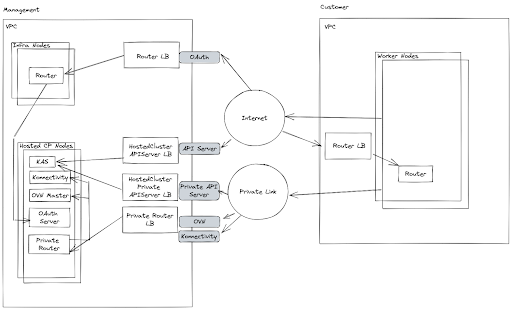 Management
Customer
VPC
VPC
Infra Nodes
Router
Router LB
OAuth
Worker Nodes
Internet
Router LB
Router
Hosted CP Nodes
KAS
Konnectivity
OVN Master
OAuth
Server
Private
Router
HostedCluster
APIServer LB
API Server
HostedCluster
Private
APIServer LB
Private API
Server
Private Link
Private Router
LB
OVN
Konnectivity